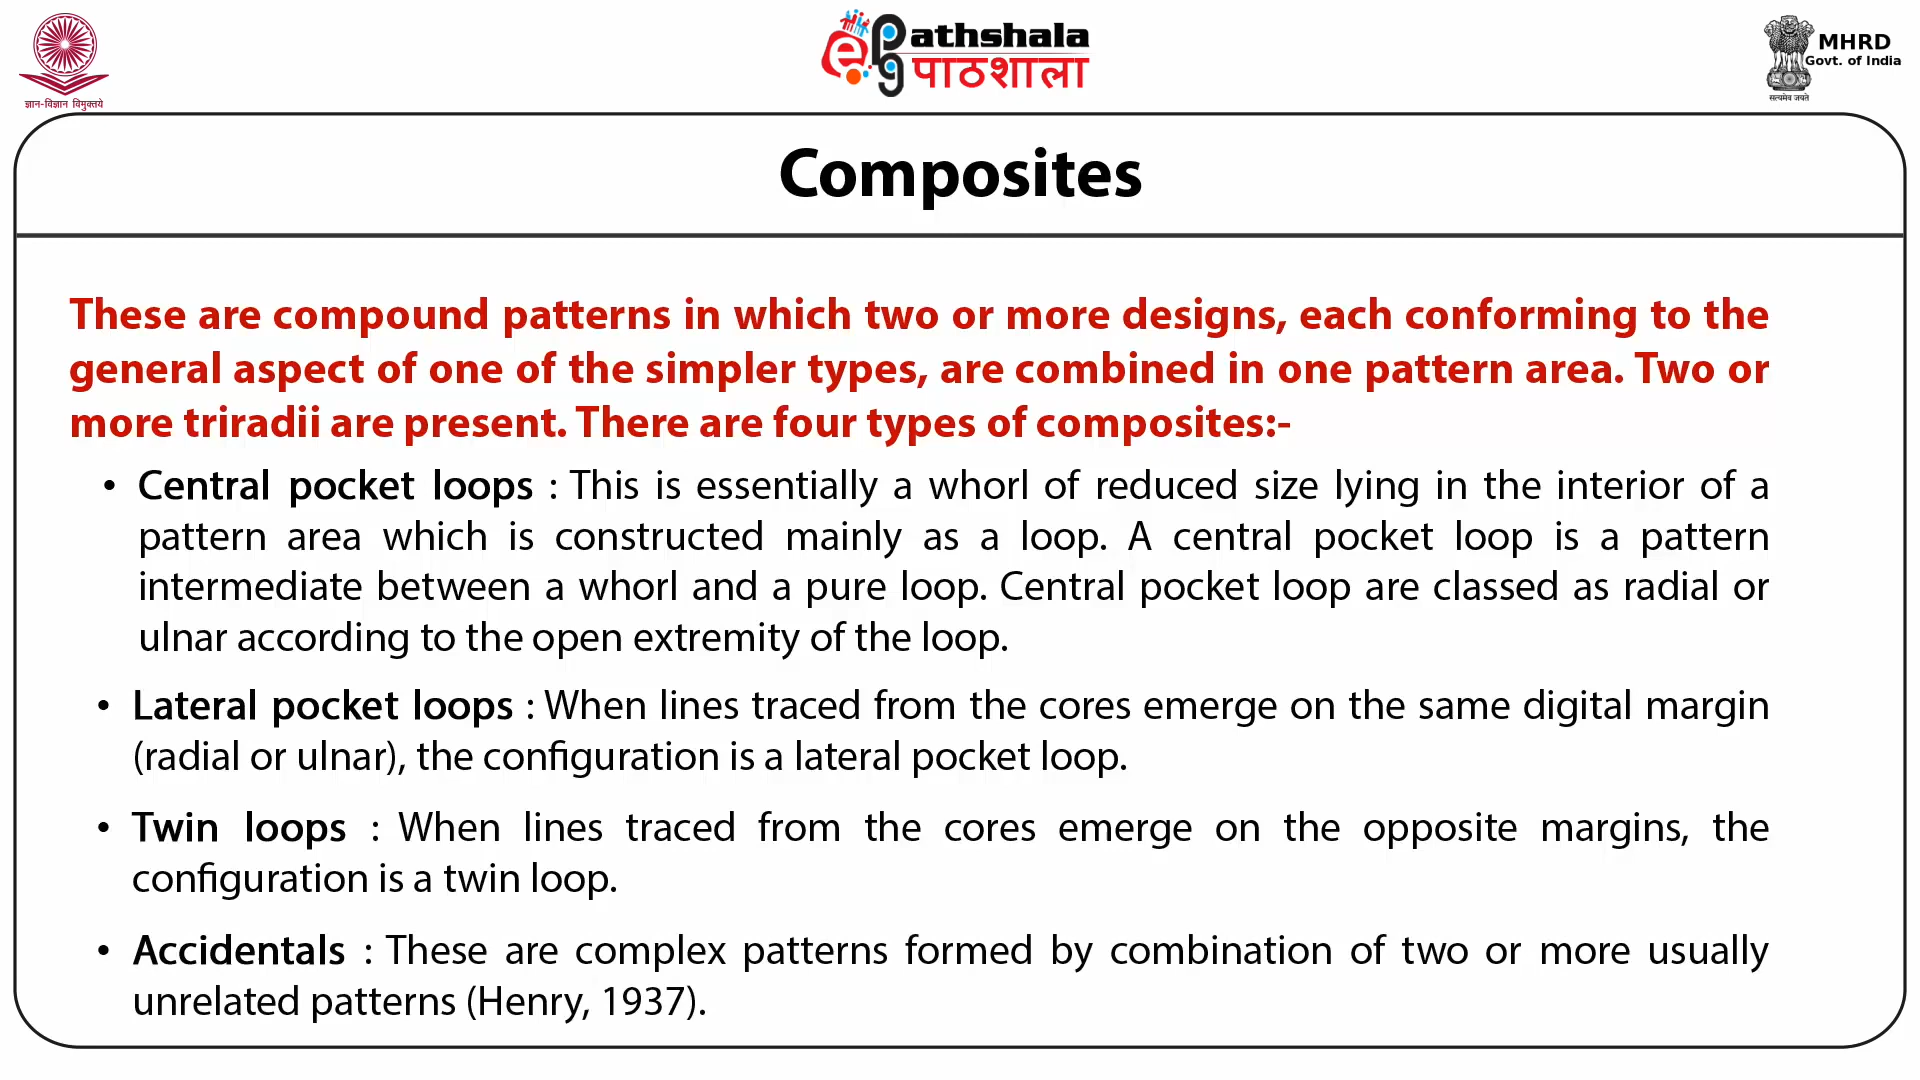 ज्ञान-विज्ञान विमुक्तये
ePathshala
पाठशाला
MHRD
Govt. of India
सत्यमेव जयते
Composites
These are compound patterns in which two or more designs, each conforming to the
general aspect of one of the simpler types, are combined in one pattern area. Two or
more triradii are present. There are four types of composites:-
• Central pocket loops : This is essentially a whorl of reduced size lying in the interior of a
pattern area which is constructed mainly as a loop. A central pocket loop is a pattern
intermediate between a whorl and a pure loop. Central pocket loop are classed as radial or
ulnar according to the open extremity of the loop.
• Lateral pocket loops : When lines traced from the cores emerge on the same digital margin
(radial or ulnar), the configuration is a lateral pocket loop.
• Twin loops : When lines traced from the cores emerge on the opposite margins, the
configuration is a twin loop.
• Accidentals : These are complex patterns formed by combination of two or more usually
unrelated patterns (Henry, 1937).